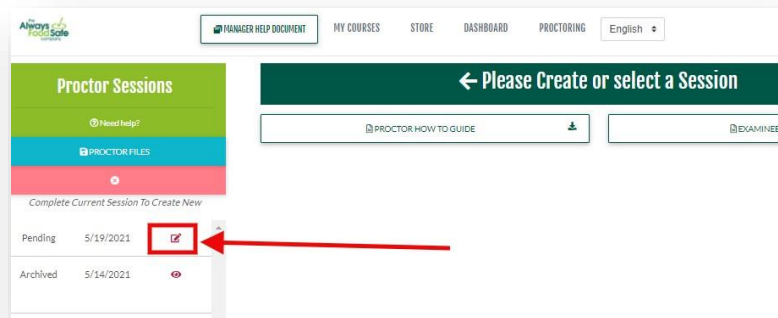 The
Always
Food Safe
company
MANAGER HELP DOCUMENT
MY COURSES
STORE
DASHBOARD
PROCTORING
English
Proctor Sessions
Need help?
PROCTOR FILES
Complete Current Session To Create New
Pending 5/19/2021
Archived 5/14/2021
Please Create or select a Session
PROCTOR HOW TO GUIDE
EXAMINEE